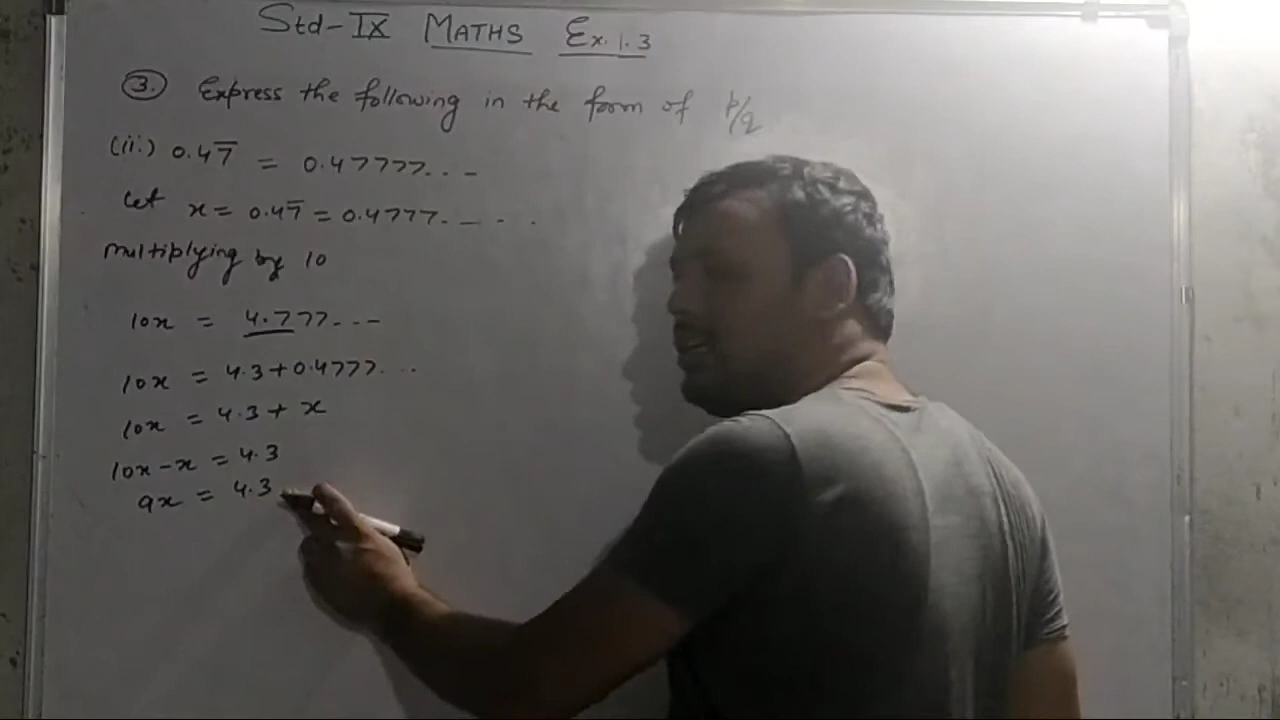 Std-IX MATHS Ex. 1.3
3. Express the following in the form of p/q
(ii.) 0.47̅ = 0.47777...-
Let x = 0.47̅ = 0.4777.-- - .
multiplying by 10
10x = 4.777---
10x = 4.3+0.4777...
10x = 4.3+ x
10x-x = 4.3
9x = 4.3